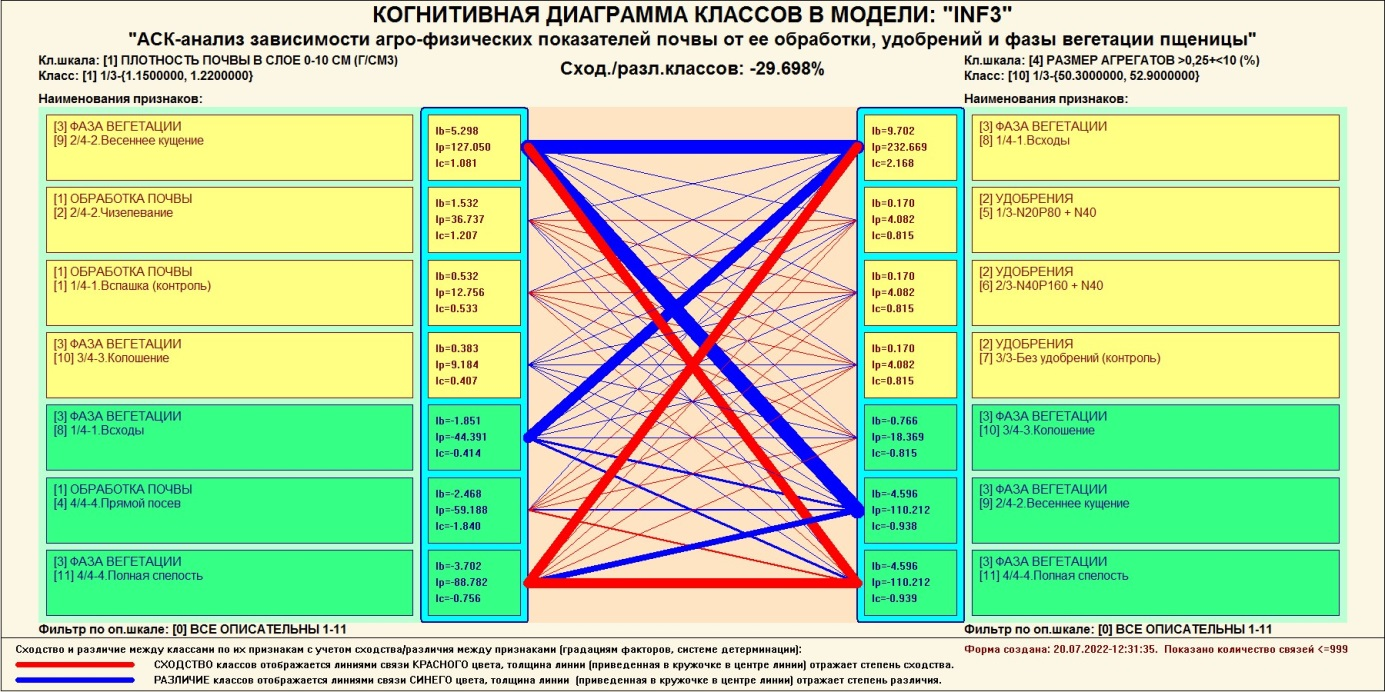 КОГНИТИВНАЯ ДИАГРАММА КЛАССОВ В МОДЕЛИ: "INF3"
"АСК-анализ зависимости агро-физических показателей почвы от ее обработки, удобрений и фазы вегетации пщеницы"
Кл.шкала: [1] ПЛОТНОСТЬ ПОЧВЫ В СЛОЕ 0-10 СМ (Г/СМ3)
Класс: [1] 1/3-{1.1500000, 1.2200000}
Сход./разл.классов: -29.698%
Кл.шкала: [4] РАЗМЕР АГРЕГАТОВ >0,25+<10 (%)
Класс: [10] 1/3-{50.3000000, 52.9000000}
Наименования признаков:
Наименования признаков:
[3] ФАЗА ВЕГЕТАЦИИ
[9] 2/4-2.Весеннее кущение
Ib=5.298
Ip=127.050
Ic=1.081
Ib=9.702
Ip=232.669
Ic=2.168
[3] ФАЗА ВЕГЕТАЦИИ
[8] 1/4-1.Всходы
[1] ОБРАБОТКА ПОЧВЫ
[2] 2/4-2.Чизелевание
Ib=1.532
Ip=36.737
Ic=1.207
Ib=0.170
Ip=4.082
Ic=0.815
[2] УДОБРЕНИЯ
[5] 1/3-N20P80 + N40
[1] ОБРАБОТКА ПОЧВЫ
[1] 1/4-1.Вспашка (контроль)
Ib=0.532
Ip=12.756
Ic=0.533
Ib=0.170
Ip=4.082
Ic=0.815
[2] УДОБРЕНИЯ
[6] 2/3-N40P160 + N40
[3] ФАЗА ВЕГЕТАЦИИ
[10] 3/4-3.Колошение
Ib=0.383
Ip=9.184
Ic=0.407
Ib=0.170
Ip=4.082
Ic=0.815
[2] УДОБРЕНИЯ
[7] 3/3-Без удобрений (контроль)
[3] ФАЗА ВЕГЕТАЦИИ
[8] 1/4-1.Всходы
Ib=-1.851
Ip=-44.391
Ic=-0.414
Ib=-0.766
Ip=-18.369
Ic=-0.815
[3] ФАЗА ВЕГЕТАЦИИ
[10] 3/4-3.Колошение
[1] ОБРАБОТКА ПОЧВЫ
[4] 4/4-4.Прямой посев
Ib=-2.468
Ip=-59.188
Ic=-1.840
Ib=-4.596
Ip=-110.212
Ic=-0.938
[3] ФАЗА ВЕГЕТАЦИИ
[9] 2/4-2.Весеннее кущение
[3] ФАЗА ВЕГЕТАЦИИ
[11] 4/4-4.Полная спелость
Ib=-3.702
Ip=-88.782
Ic=-0.756
Ib=-4.596
Ip=-110.212
Ic=-0.939
[3] ФАЗА ВЕГЕТАЦИИ
[11] 4/4-4.Полная спелость
Фильтр по оп.шкале: [0] ВСЕ ОПИСАТЕЛЬНЫ 1-11
Фильтр по оп.шкале: [0] ВСЕ ОПИСАТЕЛЬНЫ 1-11
Сходство и различие между классами по их признакам с учетом сходства/различия между признаками (градациям факторов, системе детерминации):
Форма создана: 20.07.2022-12:31:35. Показано количество связей <=999
СХОДСТВО классов отображается линиями связи КРАСНОГО цвета, толщина линии (приведенная в кружочке в центре линии) отражает степень сходства.
РАЗЛИЧИЕ классов отображается линиями связи СИНЕГО цвета, толщина линии (приведенная в кружочке в центре линии) отражает степень различия.